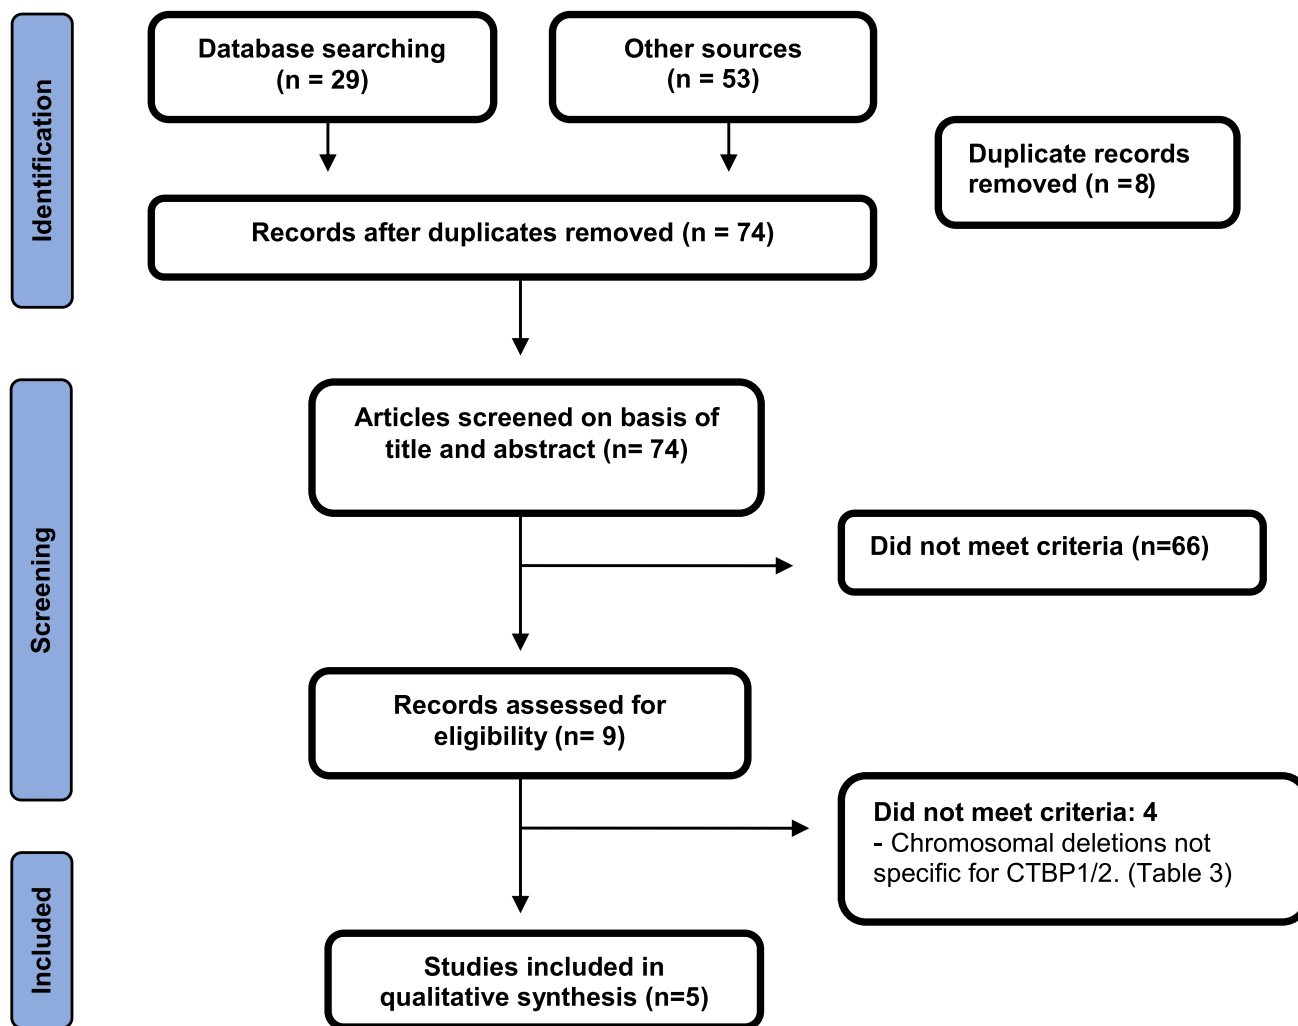 Identification
Database searching
(n = 29)
Other sources
(n = 53)
Duplicate records
removed (n =8)
Records after duplicates removed (n = 74)
Screening
Articles screened on basis of
title and abstract (n= 74)
Did not meet criteria (n=66)
Records assessed for
eligibility (n= 9)
Did not meet criteria: 4
- Chromosomal deletions not
specific for CTBP1/2. (Table 3)
Included
Studies included in
qualitative synthesis (n=5)